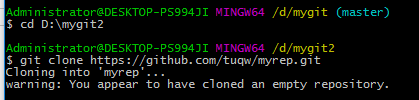 Administrator@DESKTOP-PS994JI MINGW64 /d/mygit (master)
$ cd D:\mygit2
Administrator@DESKTOP-PS994JI MINGW64 /d/mygit2
$ git clone https://github.com/tuqw/myrep.git
Cloning into 'myrep'...
warning: You appear to have cloned an empty repository.